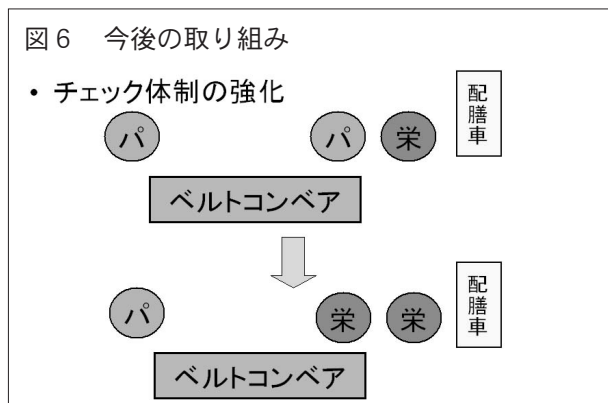 図6 今後の取り組み
・チェック体制の強化
パ
パ
栄
配膳車
ベルトコンベア
パ
栄
栄
配膳車
ベルトコンベア